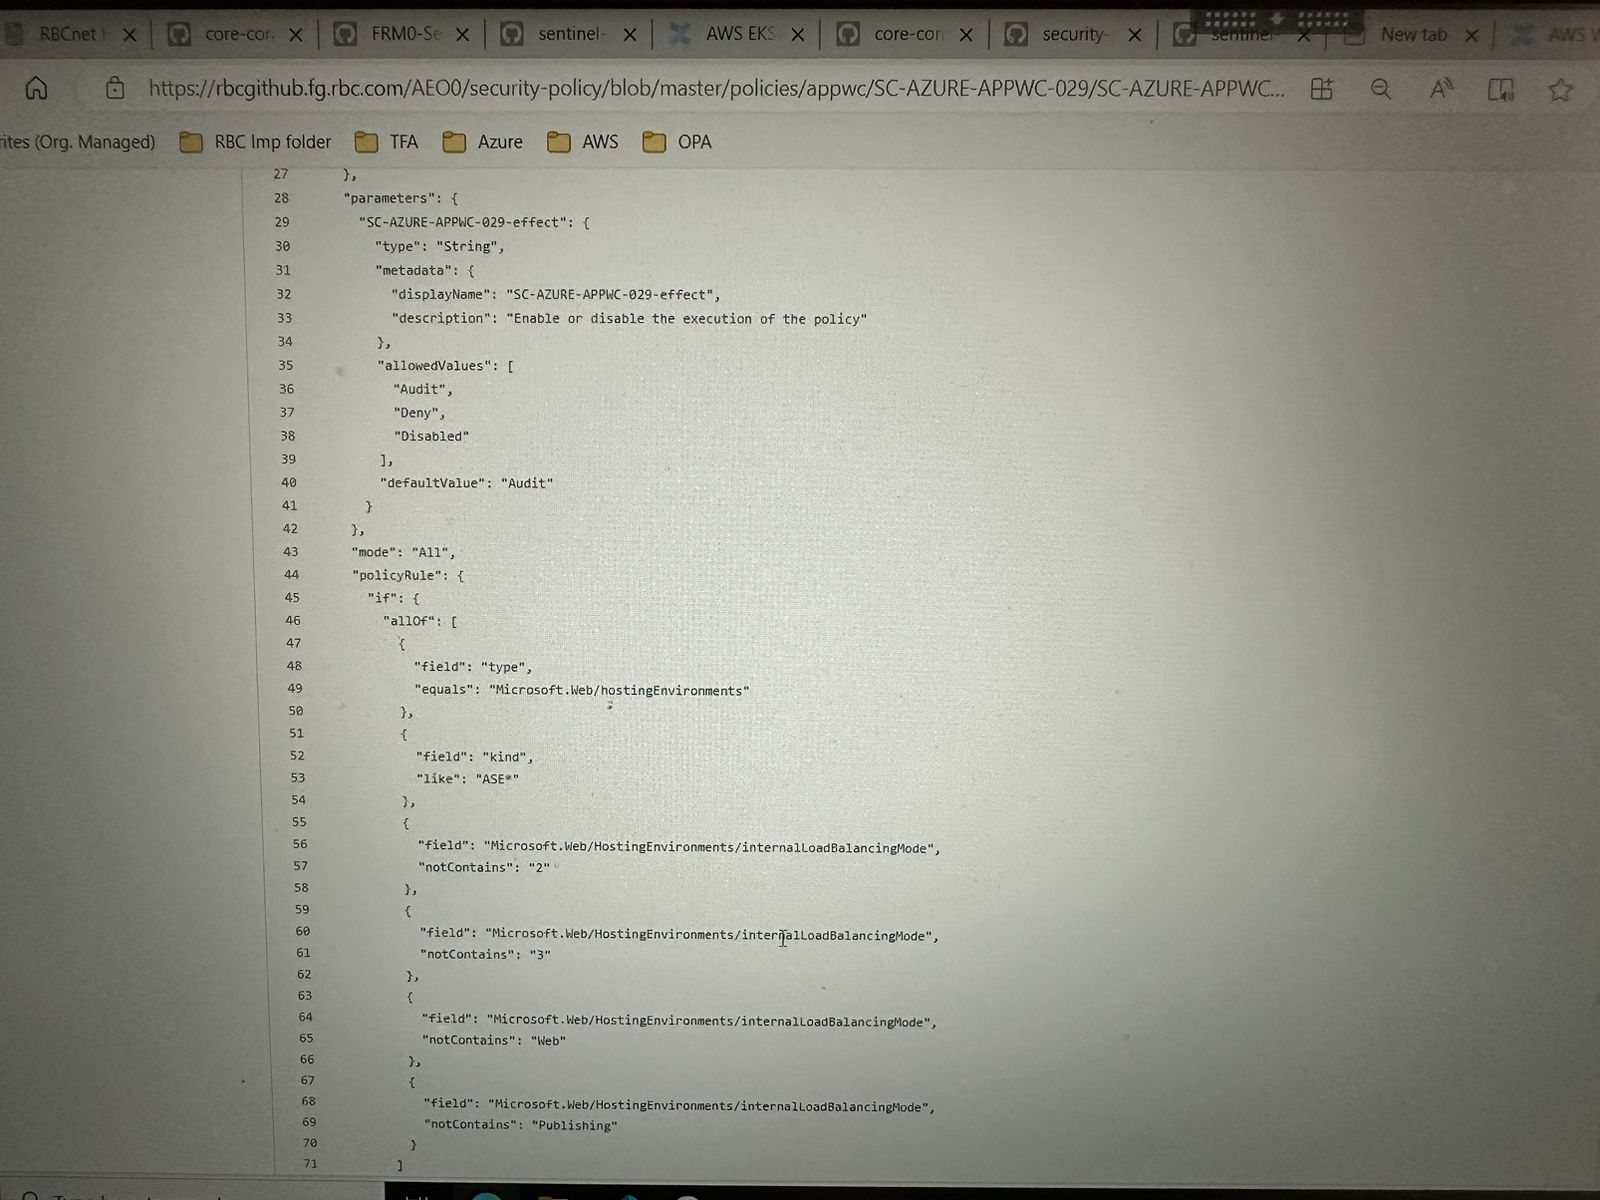 RBCnet
core-cor
FRM0-Se
sentinel-
AWS EKS
core-cor
security-
sentinel
New tab
AWS W
https://rbcgithub.fg.rbc.com/AEO0/security-policy/blob/master/policies/appwc/SC-AZURE-APPWC-029/SC-AZURE-APPWC...
rites (Org. Managed)
RBC Imp folder
TFA
Azure
AWS
OPA
27 },
28 "parameters": {
29 "SC-AZURE-APPWC-029-effect": {
30 "type": "String",
31 "metadata": {
32 "displayName": "SC-AZURE-APPWC-029-effect",
33 "description": "Enable or disable the execution of the policy"
34 },
35 "allowedValues": [
36 "Audit",
37 "Deny",
38 "Disabled"
39 ],
40 "defaultValue": "Audit"
41 }
42 },
43 "mode": "All",
44 "policyRule": {
45 "if": {
46 "allOf": [
47 {
48 "field": "type",
49 "equals": "Microsoft.Web/hostingEnvironments"
50 },
51 {
52 "field": "kind",
53 "like": "ASE*"
54 },
55 {
56 "field": "Microsoft.Web/HostingEnvironments/internalLoadBalancingMode",
57 "notContains": "2"
58 },
59 {
60 "field": "Microsoft.Web/HostingEnvironments/internalLoadBalancingMode",
61 "notContains": "3"
62 },
63 {
64 "field": "Microsoft.Web/HostingEnvironments/internalLoadBalancingMode",
65 "notContains": "Web"
66 },
67 {
68 "field": "Microsoft.Web/HostingEnvironments/internalLoadBalancingMode",
69 "notContains": "Publishing"
70 }
71 ]